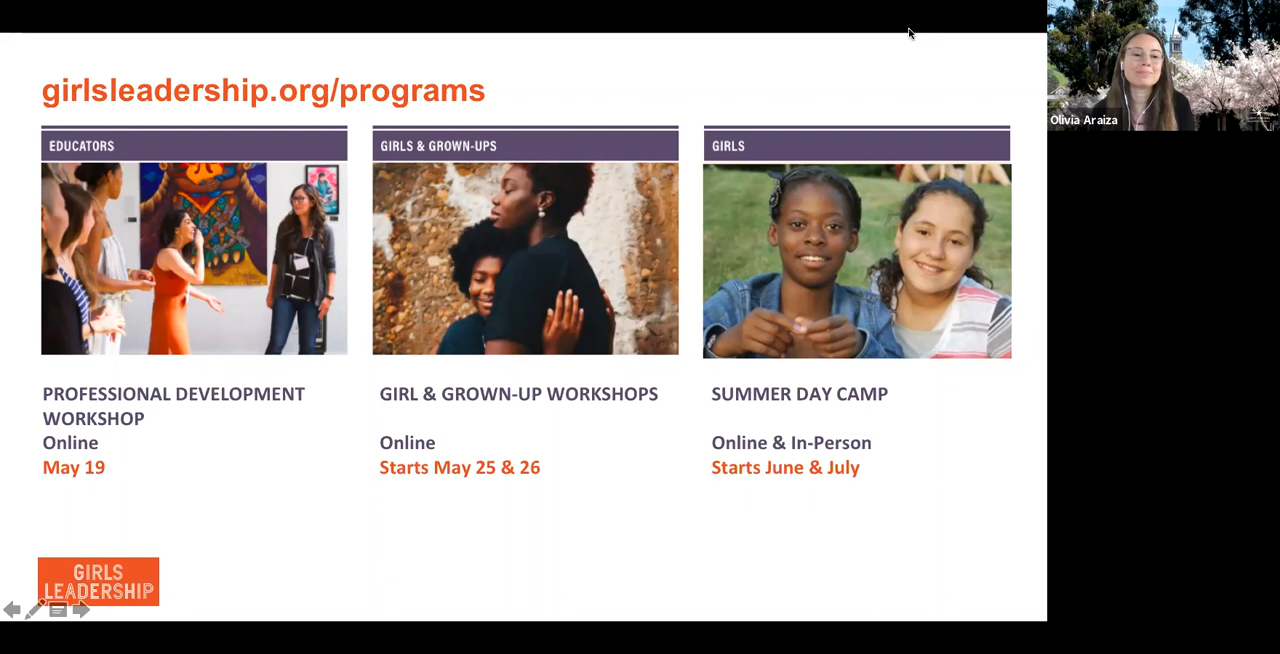 girlsleadership.org/programs
EDUCATORS
GIRLS & GROWN-UPS
GIRLS
PROFESSIONAL DEVELOPMENT
WORKSHOP
Online
May 19
GIRL & GROWN-UP WORKSHOPS
Online
Starts May 25 & 26
SUMMER DAY CAMP
Online & In-Person
Starts June & July
GIRLS
LEADERSHIP
Olivia Araiza